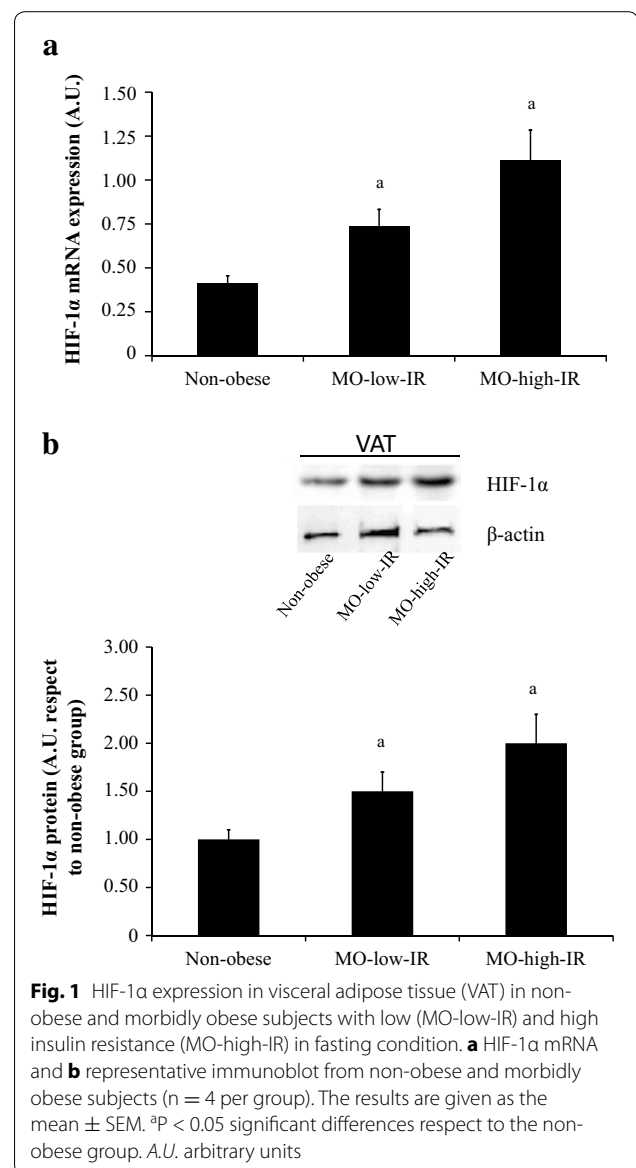 a
HIF-1α mRNA expression (A.U.)
1.50
1.25
1.00
0.75
0.50
0.25
0
a
a
Non-obese
MO-low-IR
MO-high-IR
b
VAT
HIF-1α
β-actin
Non-obese
MO-low-IR
MO-high-IR
HIF-1α protein (A.U. respect
to non-obese group)
3.00
2.50
2.00
1.50
1.00
0.50
0
a
a
Non-obese
MO-low-IR
MO-high-IR
Fig. 1 HIF-1α expression in visceral adipose tissue (VAT) in non-
obese and morbidly obese subjects with low (MO-low-IR) and high
insulin resistance (MO-high-IR) in fasting condition. a HIF-1α mRNA
and b representative immunoblot from non-obese and morbidly
obese subjects (n = 4 per group). The results are given as the
mean ± SEM. ᵃP < 0.05 significant differences respect to the non-
obese group. A.U. arbitrary units